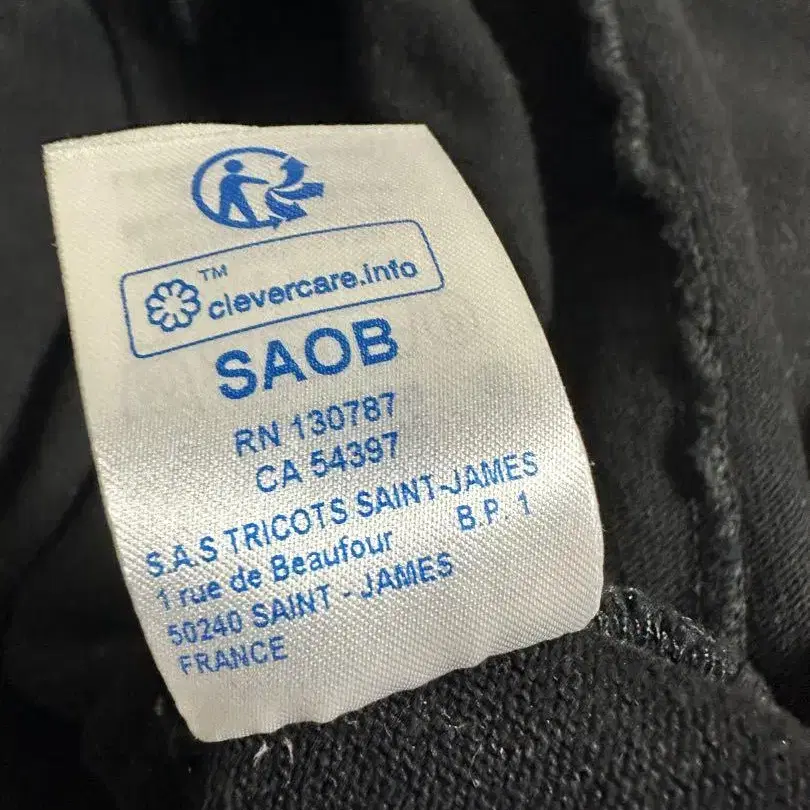 TM
clevercare.info
SAOB
RN 130787
CA 54397
S.A.S TRICOTS SAINT-JAMES
1 rue de Beaufour B.P. 1
50240 SAINT - JAMES
FRANCE